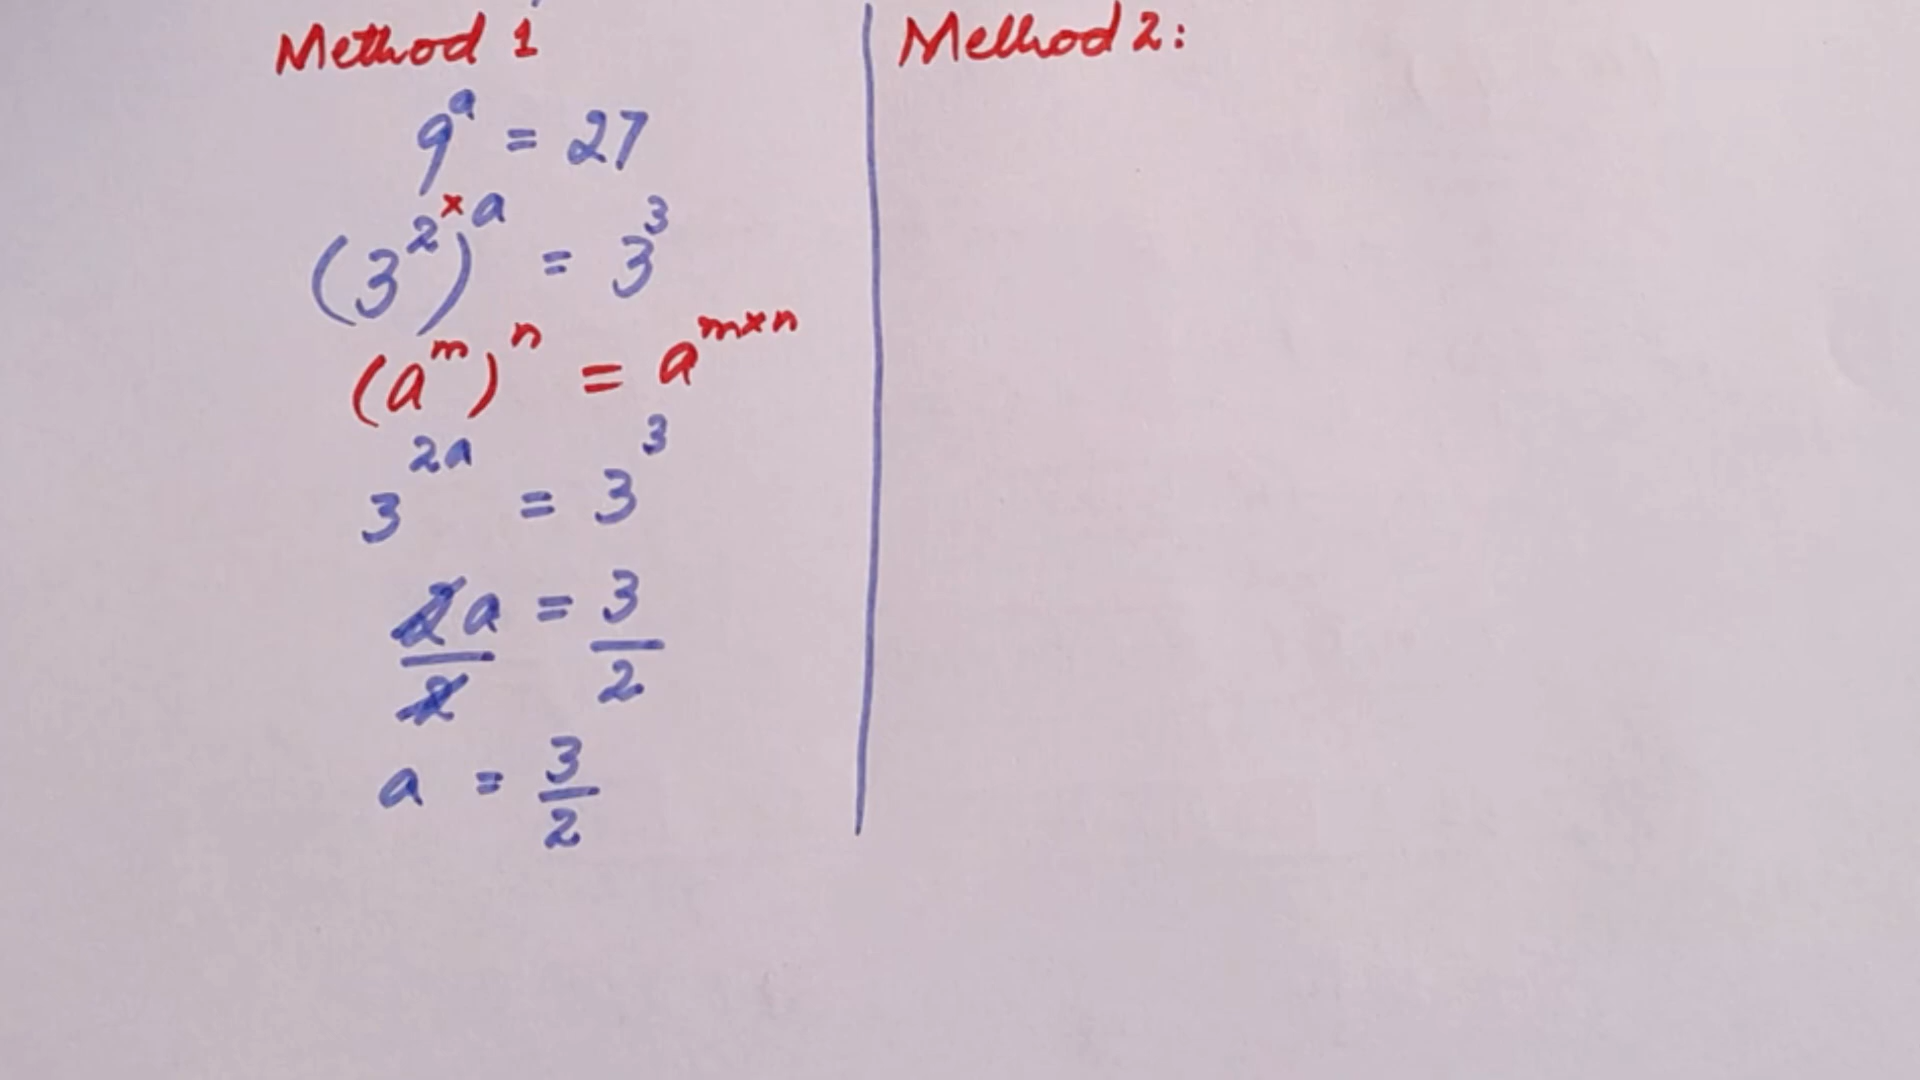 Method 1
9^a = 27
(3^2)^{×a} = 3^3
(a^m)^n = a^{m×n}
3^{2a} = 3^3
2a/2 = 3/2
a = 3/2
Method 2: